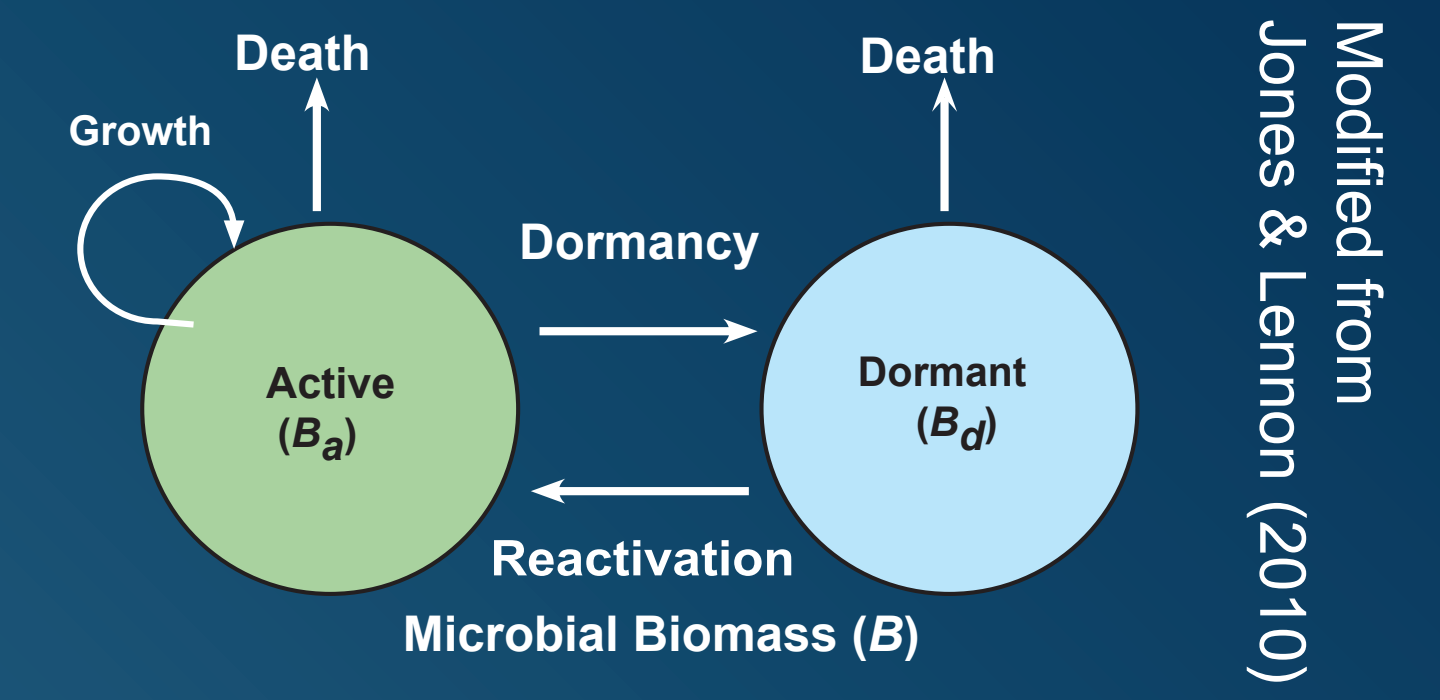 Death
Death
Growth
Dormancy
Active
(Ba)
Dormant
(Bd)
Reactivation
Microbial Biomass (B)
Modified from
Jones & Lennon (2010)